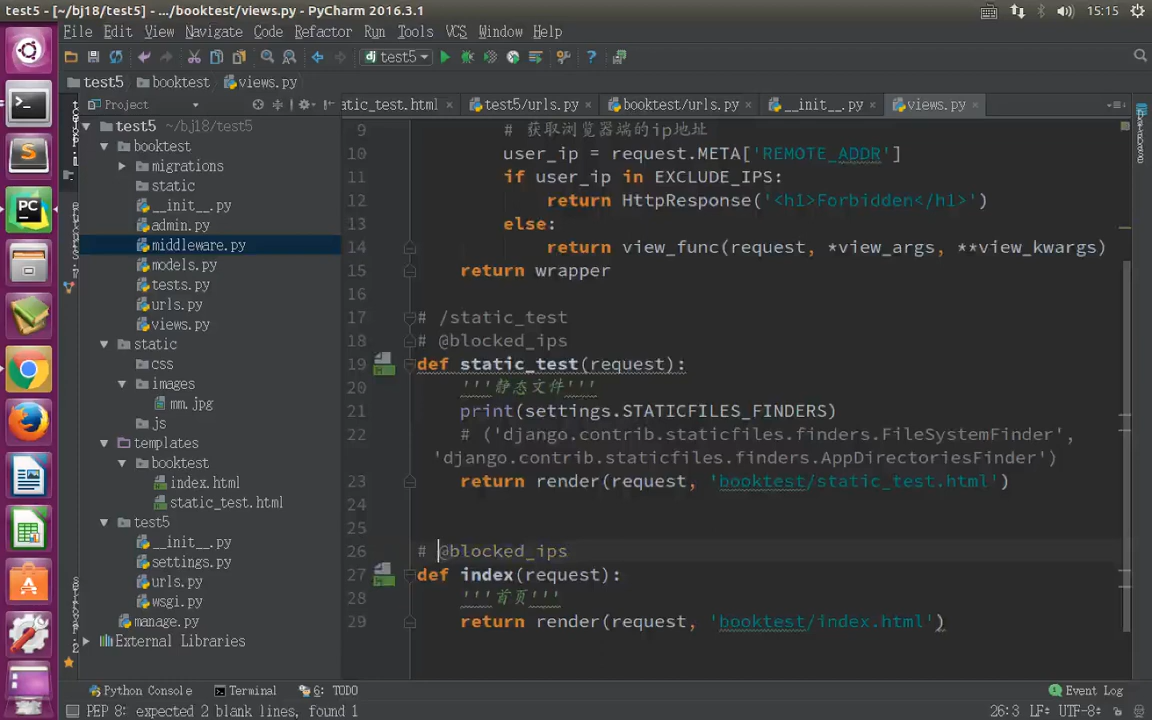 test5 - [~/bj18/test5] - .../booktest/views.py - PyCharm 2016.3.1
15:15
File Edit View Navigate Code Refactor Run Tools VCS Window Help
test5
test5 booktest views.py
Project
atic_test.html test5/urls.py booktest/urls.py __init__.py views.py
test5 ~/bj18/test5
booktest
migrations
static
__init__.py
admin.py
middleware.py
models.py
tests.py
urls.py
views.py
static
css
images
mm.jpg
js
templates
booktest
index.html
static_test.html
test5
__init__.py
settings.py
urls.py
wsgi.py
manage.py
External Libraries
9 # 获取浏览器端的ip地址
10 user_ip = request.META['REMOTE_ADDR']
11 if user_ip in EXCLUDE_IPS:
12 return HttpResponse('<h1>Forbidden</h1>')
13 else:
14 return view_func(request, *view_args, **view_kwargs)
15 return wrapper
16
17 # /static_test
18 # @blocked_ips
19 def static_test(request):
20 '''静态文件'''
21 print(settings.STATICFILES_FINDERS)
22 # ('django.contrib.staticfiles.finders.FileSystemFinder',
'django.contrib.staticfiles.finders.AppDirectoriesFinder')
23 return render(request, 'booktest/static_test.html')
24
25
26 # @blocked_ips
27 def index(request):
28 '''首页'''
29 return render(request, 'booktest/index.html')
Python Console Terminal 6: TODO Event Log
PEP 8: expected 2 blank lines, found 1 26:3 LF÷ UTF-8÷